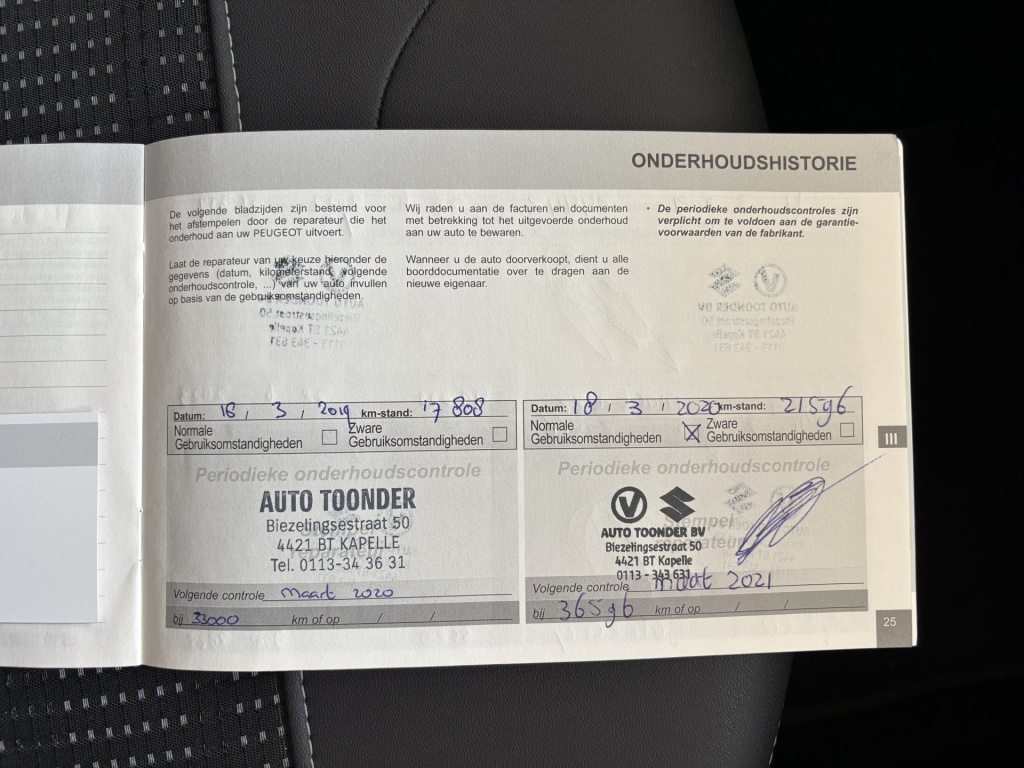 ONDERHOUDSHISTORIE
De volgende bladzijden zijn bestemd voor
het afstempelen door de reparateur die het
onderhoud aan uw PEUGEOT uitvoert.
Laat de reparateur van uw keuze hieronder de
gegevens (datum, kilometerstand, volgende
onderhoudscontrole, ...) van uw auto invullen
op basis van de gebruiksomstandigheden.
Wij raden u aan de facturen en documenten
met betrekking tot het uitgevoerde onderhoud
aan uw auto te bewaren.
Wanneer u de auto doorverkoopt, dient u alle
boorddocumentatie over te dragen aan de
nieuwe eigenaar.
• De periodieke onderhoudscontroles zijn
verplicht om te voldoen aan de garantie-
voorwaarden van de fabrikant.
Datum: 18 / 3 / 2019 km-stand: 17 808
Normale
Gebruiksomstandigheden
Zware
Gebruiksomstandigheden
Periodieke onderhoudscontrole
AUTO TOONDER
Biezelingsestraat 50
4421 BT KAPELLE
Tel. 0113-34 36 31
Stempel
reparateur
Volgende controle maart 2020
bij 33000 km of op / /
Datum: 18 / 3 / 2020 km-stand: 21596
Normale
Gebruiksomstandigheden
Zware
Gebruiksomstandigheden
Periodieke onderhoudscontrole
AUTO TOONDER BV
Biezelingsestraat 50
4421 BT Kapelle
0113 - 343 631
Stempel
reparateur
Volgende controle maart 2021
bij 36596 km of op / /
III
25